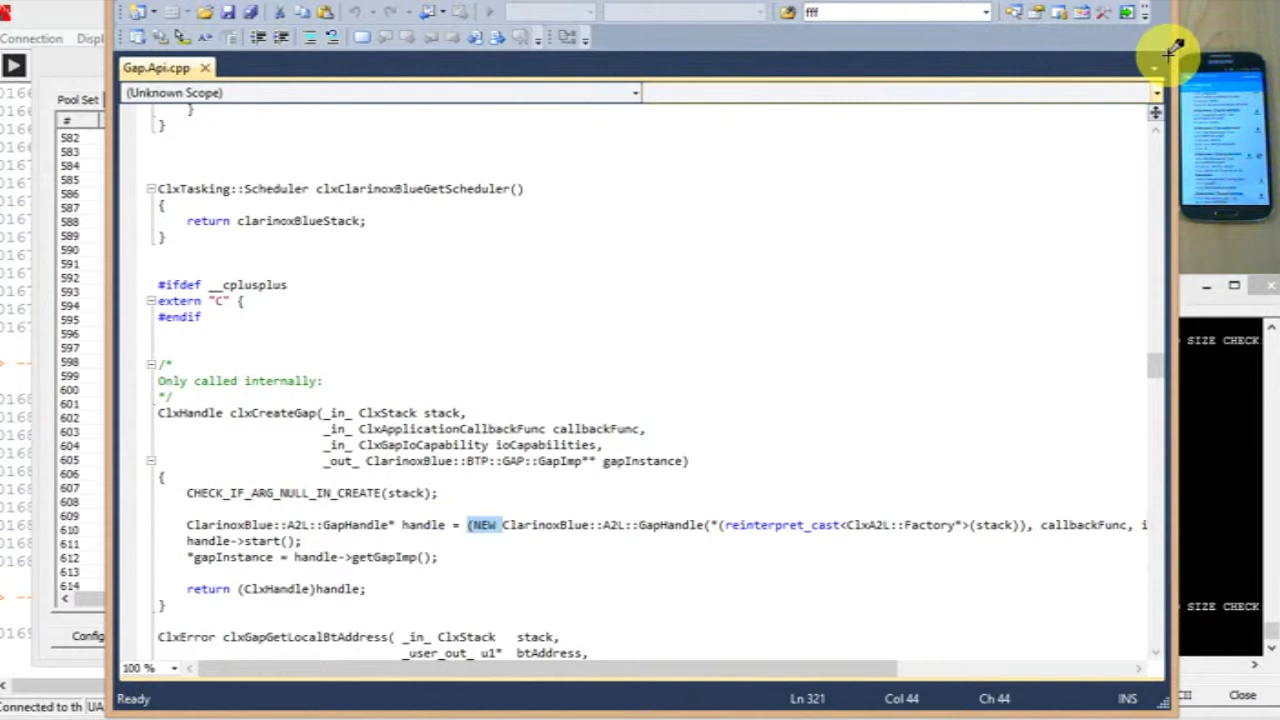 Connection
fff
Gap.Api.cpp
(Unknown Scope)
Pool Set
#
582
583
584
585
586
587
588
589
590
591
592
593
594
595
596
597
598
599
600
601
602
603
604
605
606
607
608
609
610
611
612
613
614
}
}
ClxTasking::Scheduler clxClarinoxBlueGetScheduler()
{
return clarinoxBlueStack;
}
#ifdef __cplusplus
extern "C" {
#endif
/*
Only called internally:
*/
ClxHandle clxCreateGap(_in_ ClxStack stack,
_in_ ClxApplicationCallbackFunc callbackFunc,
_in_ ClxGapIoCapability ioCapabilities,
_out_ ClarinoxBlue::BTP::GAP::GapImp** gapInstance)
{
CHECK_IF_ARG_NULL_IN_CREATE(stack);
ClarinoxBlue::A2L::GapHandle* handle = (NEW ClarinoxBlue::A2L::GapHandle(*(reinterpret_cast<ClxA2L::Factory*>(stack)), callbackFunc, i
handle->start();
*gapInstance = handle->getGapImp();
return (ClxHandle)handle;
}
ClxError clxGapGetLocalBtAddress( _in_ ClxStack stack,
_user_out_ u1* btAddress,
100 %
Ready
Ln 321
Col 44
Ch 44
INS
SIZE CHECK
SIZE CHECK
Close